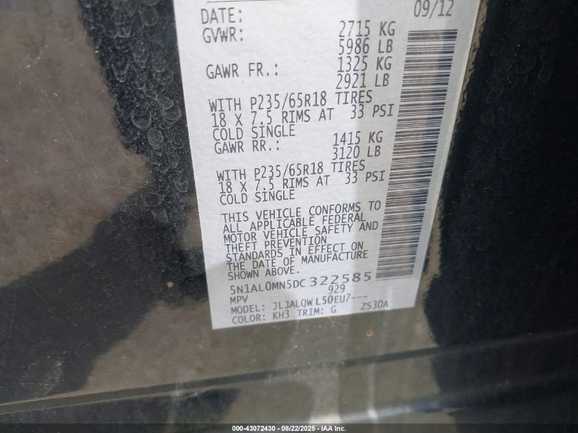 DATE: 09/12
GVWR: 2715 KG
5986 LB
GAWR FR.: 1325 KG
2921 LB
WITH P235/65R18 TIRES
18 X 7.5 RIMS AT 33 PSI
COLD SINGLE
GAWR RR.: 1415 KG
3120 LB
WITH P235/65R18 TIRES
18 X 7.5 RIMS AT 33 PSI
COLD SINGLE
THIS VEHICLE CONFORMS TO
ALL APPLICABLE FEDERAL
MOTOR VEHICLE SAFETY AND
THEFT PREVENTION
STANDARDS IN EFFECT ON
THE DATE OF MANUFACTURE
SHOWN ABOVE.
5N1AL0MN5DC322585
MPV 929
MODEL: JL1ALQWL50EU7---
COLOR: KH3 TRIM: G ZS30A
000-43072430 - 08/22/2025 - IAA Inc.